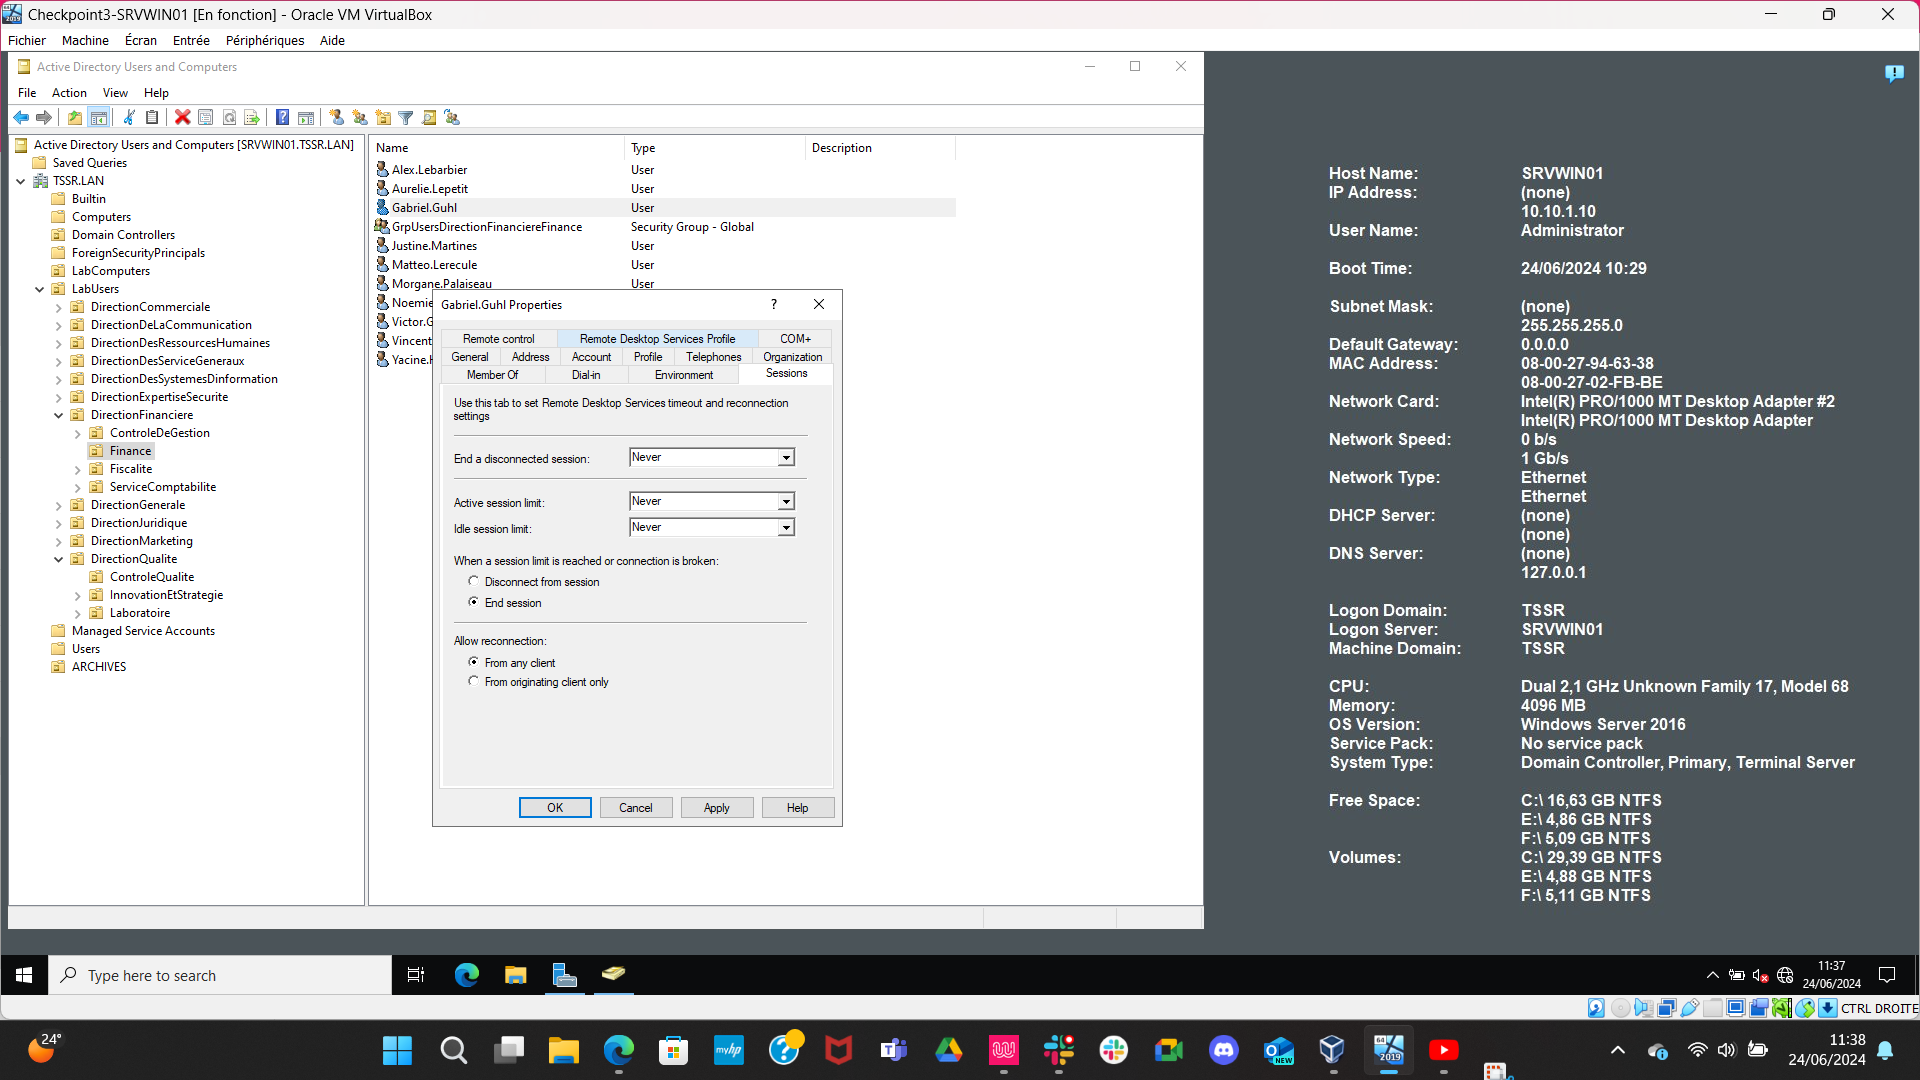 Checkpoint3-SRVWIN01 [En fonction] - Oracle VM VirtualBox
Fichier Machine Écran Entrée Périphériques Aide
Active Directory Users and Computers
File Action View Help
Active Directory Users and Computers [SRVWIN01.TSSR.LAN]
Saved Queries
TSSR.LAN
Builtin
Computers
Domain Controllers
ForeignSecurityPrincipals
LabComputers
LabUsers
DirectionCommerciale
DirectionDeLaCommunication
DirectionDesRessourcesHumaines
DirectionDesServiceGeneraux
DirectionDesSystemesDinformation
DirectionExpertiseSecurite
DirectionFinanciere
ControleDeGestion
Finance
Fiscalite
ServiceComptabilite
DirectionGenerale
DirectionJuridique
DirectionMarketing
DirectionQualite
ControleQualite
InnovationEtStrategie
Laboratoire
Managed Service Accounts
Users
ARCHIVES
Name Type Description
Alex.Lebarbier User
Aurelie.Lepetit User
Gabriel.Guhl User
GrpUsersDirectionFinanciereFinance Security Group - Global
Justine.Martines User
Matteo.Lerecule User
Morgane.Palaiseau User
Noemie
Victor.G
Vincent
Yacine.H
Gabriel.Guhl Properties ?
Remote control Remote Desktop Services Profile COM+
General Address Account Profile Telephones Organization
Member Of Dial-in Environment Sessions
Use this tab to set Remote Desktop Services timeout and reconnection
settings
End a disconnected session: Never
Active session limit: Never
Idle session limit: Never
When a session limit is reached or connection is broken:
Disconnect from session
End session
Allow reconnection:
From any client
From originating client only
OK Cancel Apply Help
Host Name: SRVWIN01
IP Address: (none)
10.10.1.10
User Name: Administrator
Boot Time: 24/06/2024 10:29
Subnet Mask: (none)
255.255.255.0
Default Gateway: 0.0.0.0
MAC Address: 08-00-27-94-63-38
08-00-27-02-FB-BE
Network Card: Intel(R) PRO/1000 MT Desktop Adapter #2
Intel(R) PRO/1000 MT Desktop Adapter
Network Speed: 0 b/s
1 Gb/s
Network Type: Ethernet
Ethernet
DHCP Server: (none)
(none)
DNS Server: (none)
127.0.0.1
Logon Domain: TSSR
Logon Server: SRVWIN01
Machine Domain: TSSR
CPU: Dual 2,1 GHz Unknown Family 17, Model 68
Memory: 4096 MB
OS Version: Windows Server 2016
Service Pack: No service pack
System Type: Domain Controller, Primary, Terminal Server
Free Space: C:\ 16,63 GB NTFS
E:\ 4,86 GB NTFS
F:\ 5,09 GB NTFS
Volumes: C:\ 29,39 GB NTFS
E:\ 4,88 GB NTFS
F:\ 5,11 GB NTFS
Type here to search
11:37
24/06/2024
CTRL DROITE
24°
myhp
NEW
64
2019
11:38
24/06/2024